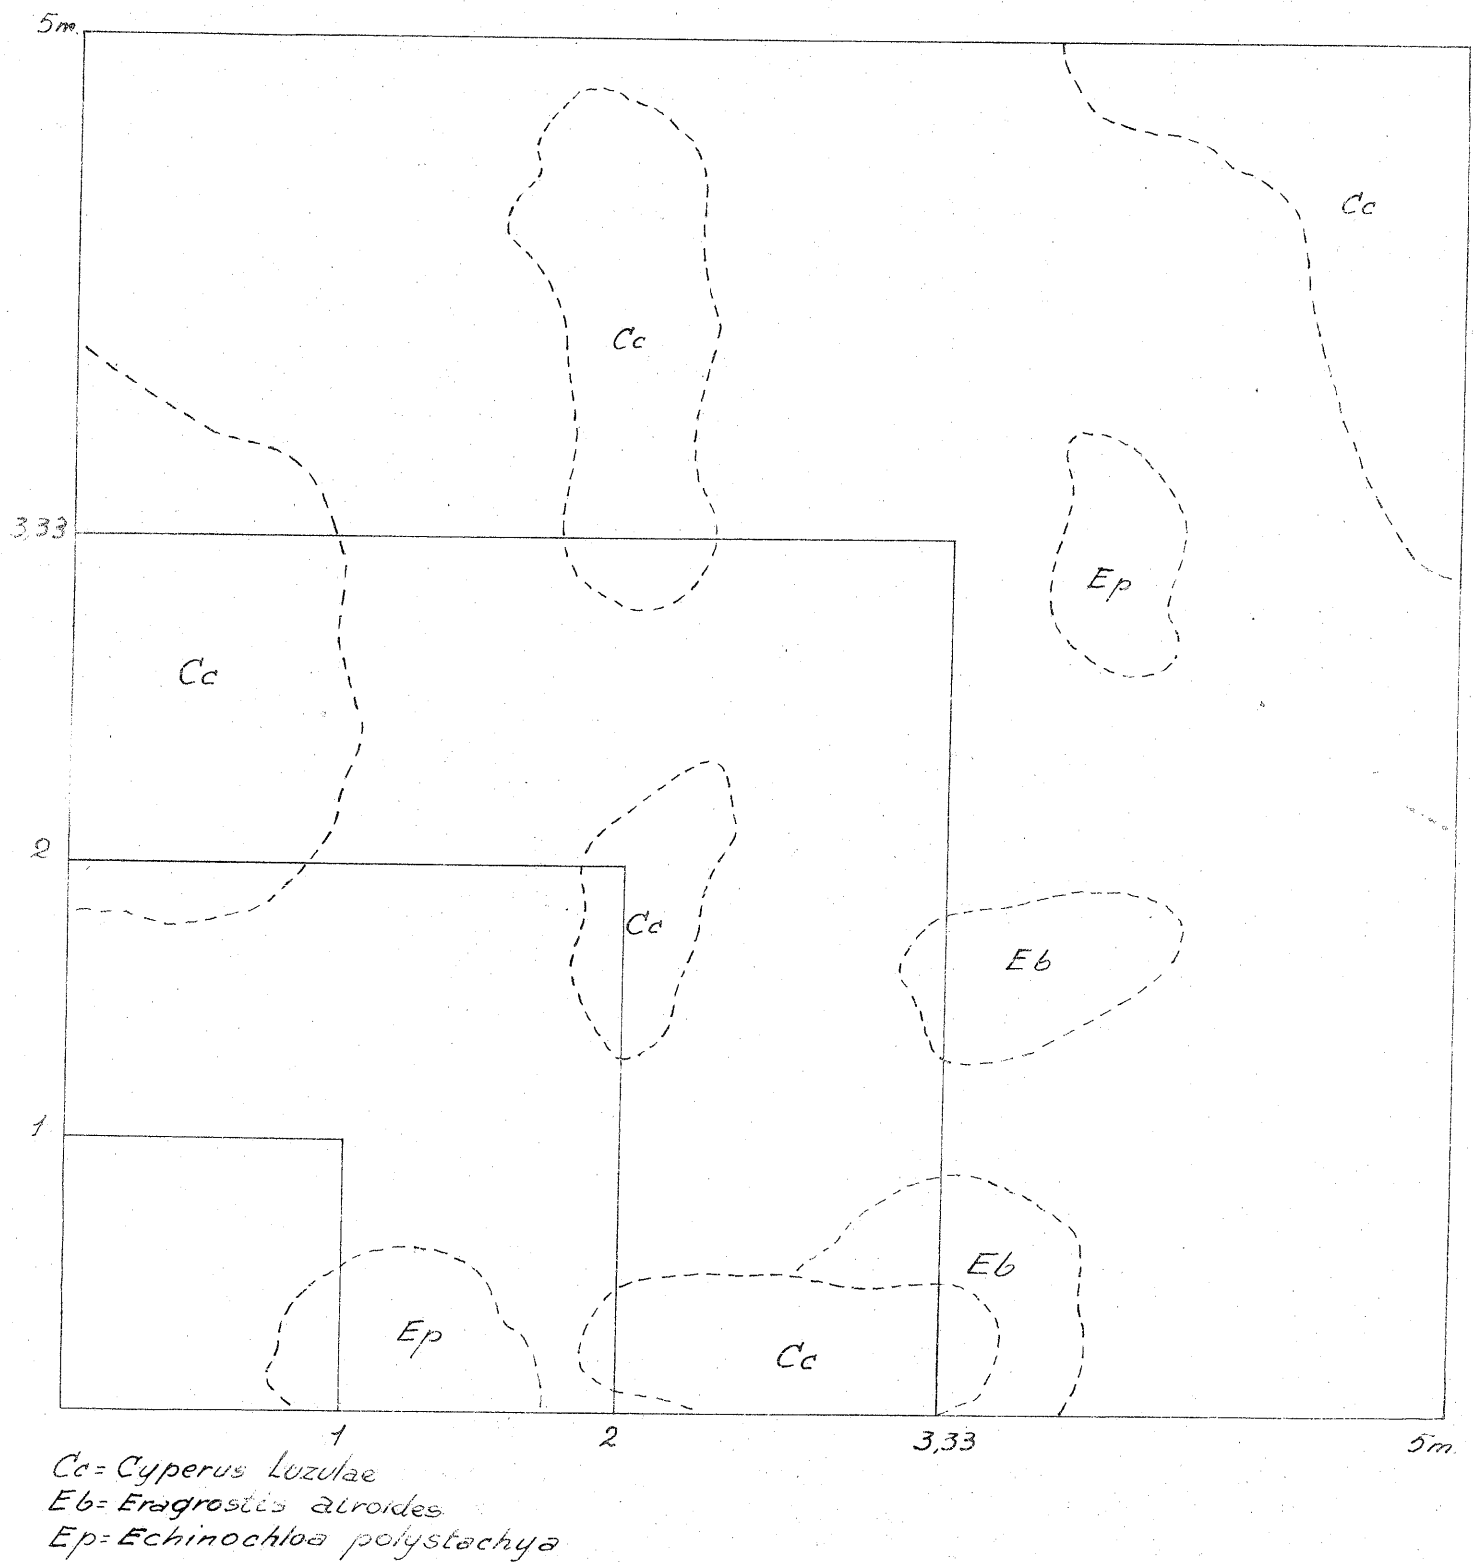 5m.
Cc
Cc
3,33
Ep
Cc
2
Cc
Eb
1
Eb
Ep
Cc
1 2 3,33 5m.
Cc= Cyperus Luzulae
Eb= Eragrostis airoides
Ep= Echinochloa polystachya